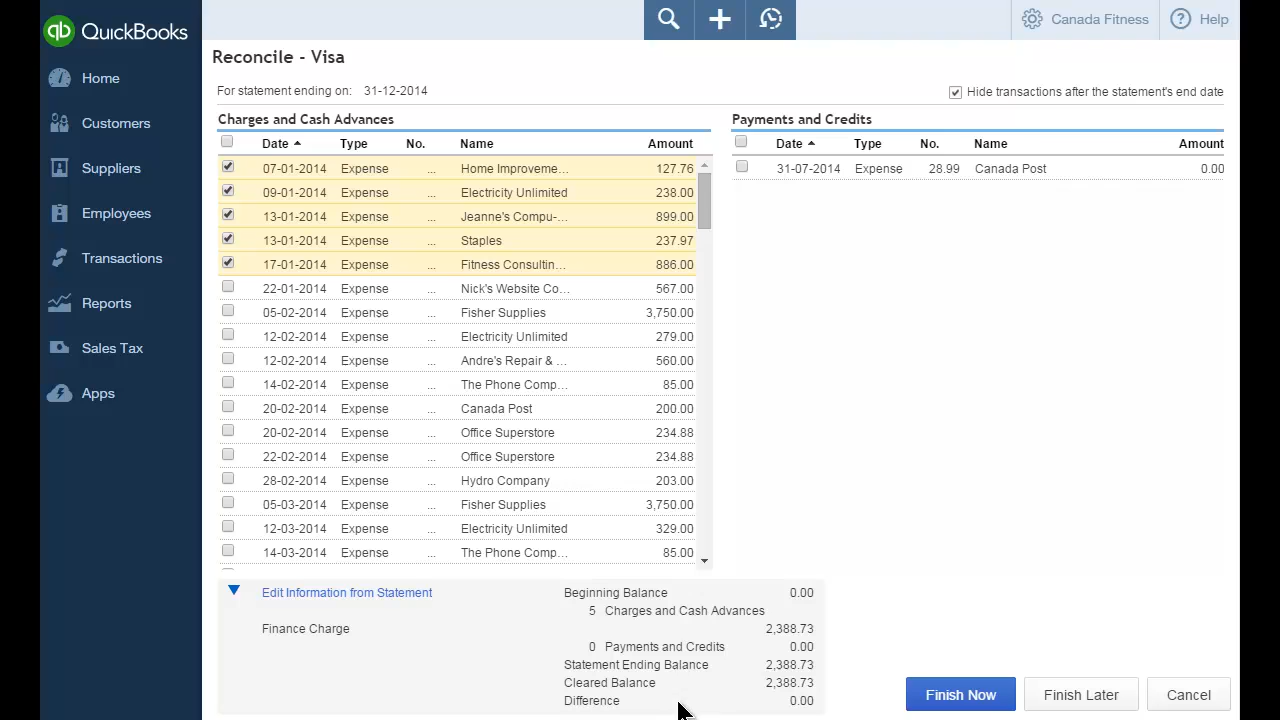 qb QuickBooks
Canada Fitness
Help
Home
Customers
Suppliers
Employees
Transactions
Reports
Sales Tax
Apps
Reconcile - Visa
For statement ending on: 31-12-2014
Hide transactions after the statement's end date
Charges and Cash Advances
Date Type No. Name Amount
07-01-2014 Expense ... Home Improveme... 127.76
09-01-2014 Expense ... Electricity Unlimited 238.00
13-01-2014 Expense ... Jeanne's Compu-... 899.00
13-01-2014 Expense ... Staples 237.97
17-01-2014 Expense ... Fitness Consultin... 886.00
22-01-2014 Expense ... Nick's Website Co... 567.00
05-02-2014 Expense ... Fisher Supplies 3,750.00
12-02-2014 Expense ... Electricity Unlimited 279.00
12-02-2014 Expense ... Andre's Repair & ... 560.00
14-02-2014 Expense ... The Phone Comp... 85.00
20-02-2014 Expense ... Canada Post 200.00
20-02-2014 Expense ... Office Superstore 234.88
22-02-2014 Expense ... Office Superstore 234.88
28-02-2014 Expense ... Hydro Company 203.00
05-03-2014 Expense ... Fisher Supplies 3,750.00
12-03-2014 Expense ... Electricity Unlimited 329.00
14-03-2014 Expense ... The Phone Comp... 85.00
Payments and Credits
Date Type No. Name Amount
31-07-2014 Expense 28.99 Canada Post 0.00
Edit Information from Statement
Finance Charge
Beginning Balance 0.00
5 Charges and Cash Advances
2,388.73
0 Payments and Credits 0.00
Statement Ending Balance 2,388.73
Cleared Balance 2,388.73
Difference 0.00
Finish Now
Finish Later
Cancel